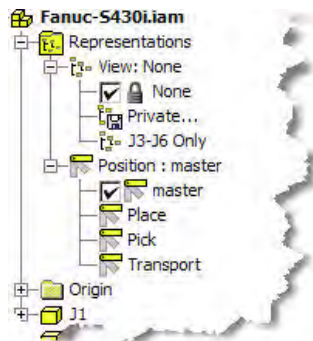 Fanuc-S430i.iam
Representations
View: None
None
Private...
J3-J6 Only
Position : master
master
Place
Pick
Transport
Origin
J1